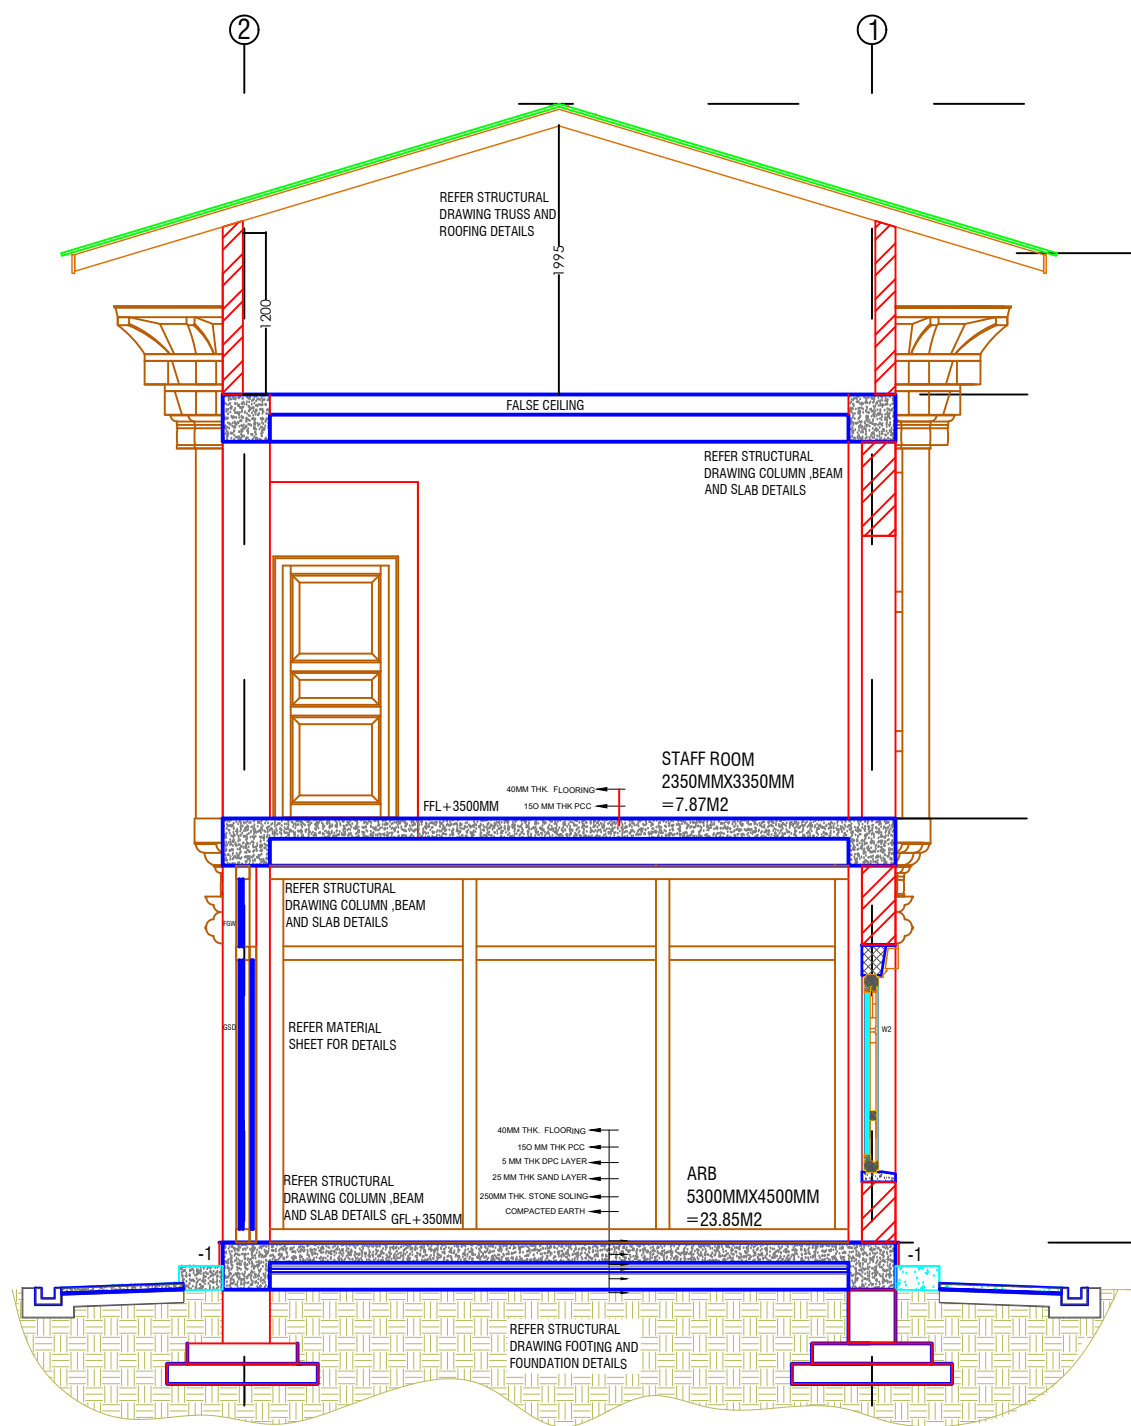 2
1
REFER STRUCTURAL
DRAWING TRUSS AND
ROOFING DETAILS
1995
1200
FALSE CEILING
REFER STRUCTURAL
DRAWING COLUMN ,BEAM
AND SLAB DETAILS
STAFF ROOM
2350MMX3350MM
=7.87M2
40MM THK. FLOORING
150 MM THK PCC
FFL+3500MM
REFER STRUCTURAL
DRAWING COLUMN ,BEAM
AND SLAB DETAILS
FGW
GSD
REFER MATERIAL
SHEET FOR DETAILS
W2
40MM THK. FLOORING
150 MM THK PCC
5 MM THK DPC LAYER
25 MM THK SAND LAYER
250MM THK. STONE SOLING
COMPACTED EARTH
ARB
5300MMX4500MM
=23.85M2
REFER STRUCTURAL
DRAWING COLUMN ,BEAM
AND SLAB DETAILS
GFL+350MM
-1
-1
REFER STRUCTURAL
DRAWING FOOTING AND
FOUNDATION DETAILS